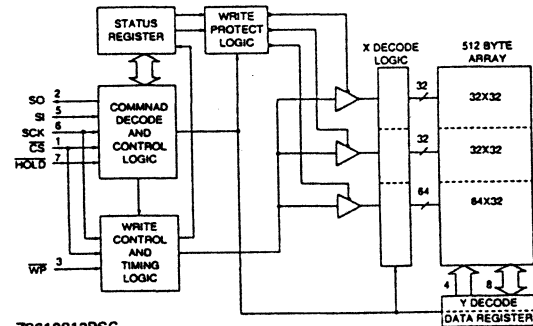 STATUS
REGISTER
WRITE
PROTECT
LOGIC
X DECODE
LOGIC
512 BYTE
ARRAY
SO 2
SI 5
SCK 6
CS 1
HOLD 7
COMMNAD
DECODE
AND
CONTROL
LOGIC
32
32X32
32
32X32
64
64X32
WP 3
WRITE
CONTROL
AND
TIMING
LOGIC
4
8
Y DECODE
DATA REGISTER